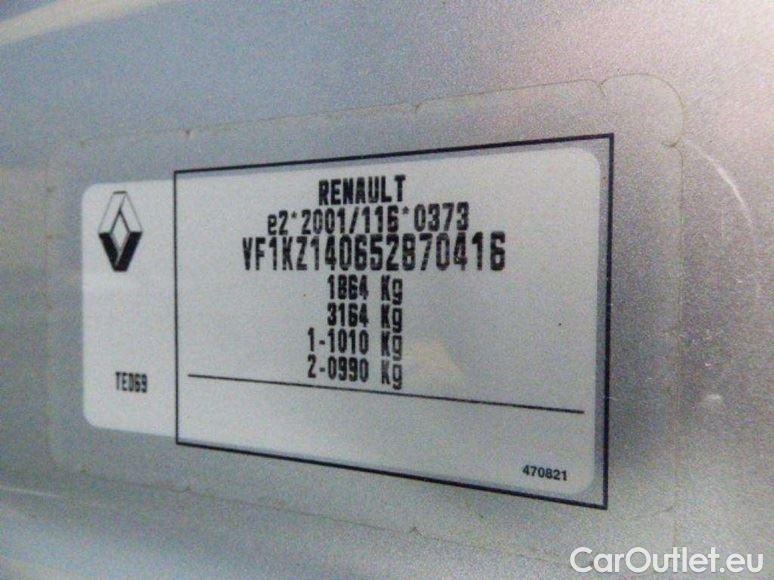 RENAULT
e2*2001/116*0373
VF1KZ140652870416
1864 Kg
3164 Kg
1-1010 Kg
2-0990 Kg
TED69
470821
CarOutlet.eu